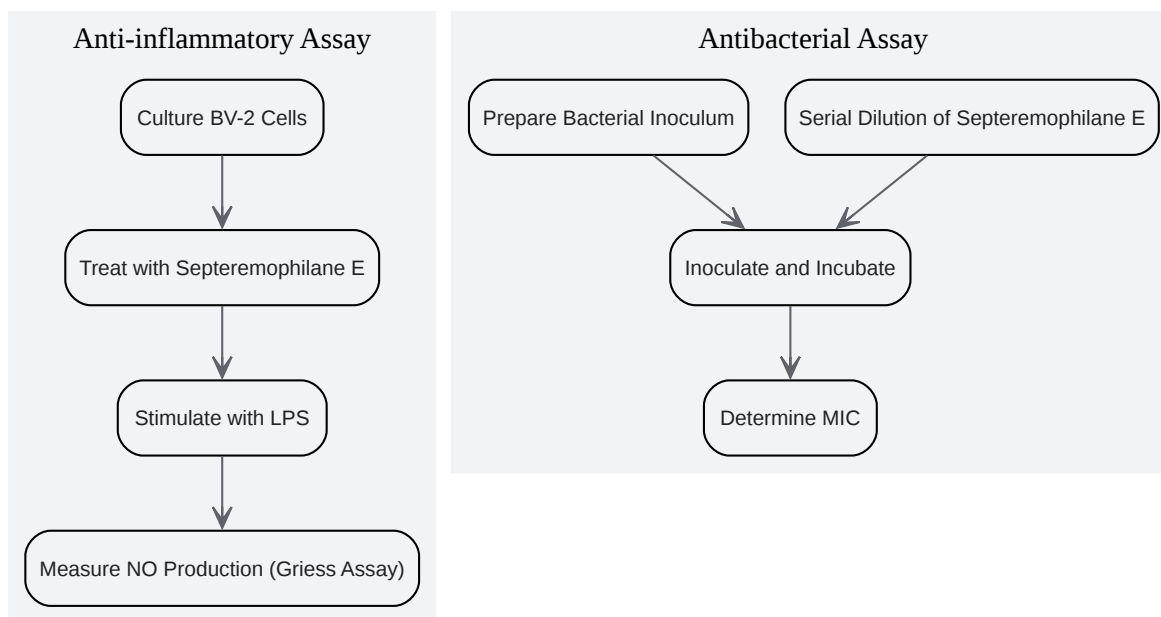 Anti-inflammatory Assay
Culture BV-2 Cells
Treat with Septeremophilane E
Stimulate with LPS
Measure NO Production (Griess Assay)
Antibacterial Assay
Prepare Bacterial Inoculum
Serial Dilution of Septeremophilane E
Inoculate and Incubate
Determine MIC